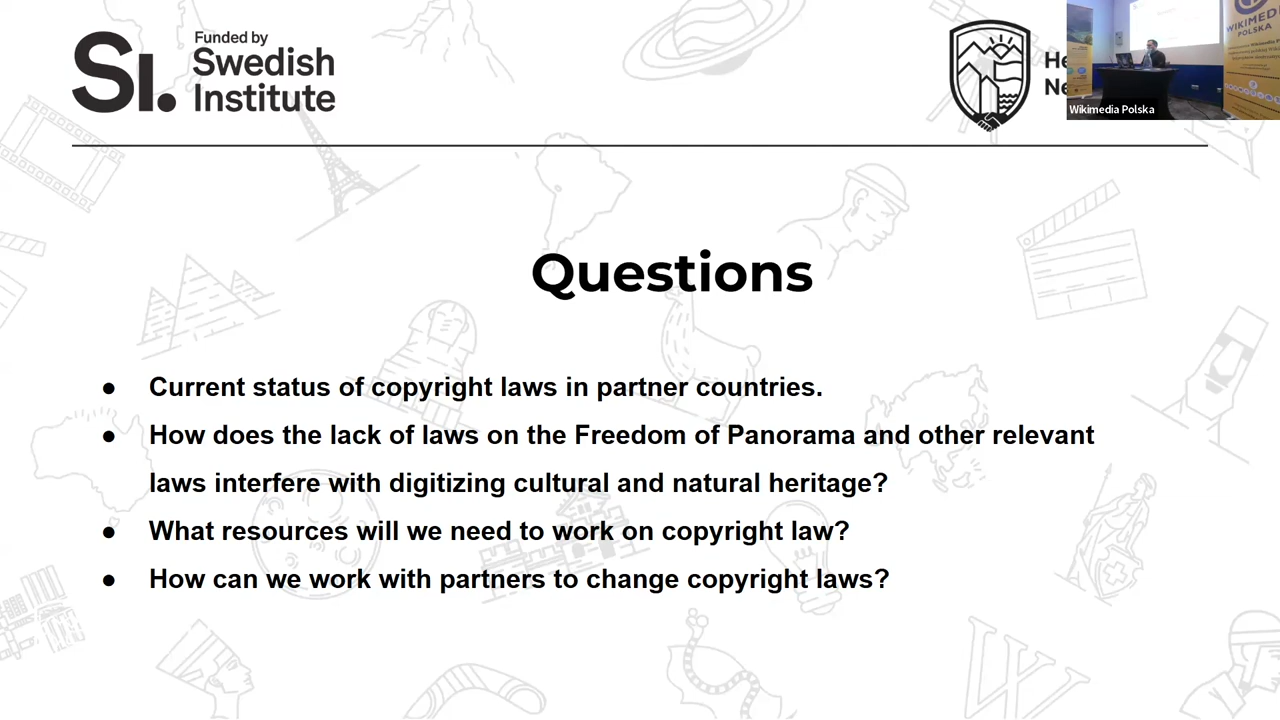 SI.
Funded by
Swedish
Institute
He
Ne
WIKIMEDIA
POLSKA
Wikimedia Polska
Questions
● Current status of copyright laws in partner countries.
● How does the lack of laws on the Freedom of Panorama and other relevant
laws interfere with digitizing cultural and natural heritage?
● What resources will we need to work on copyright law?
● How can we work with partners to change copyright laws?